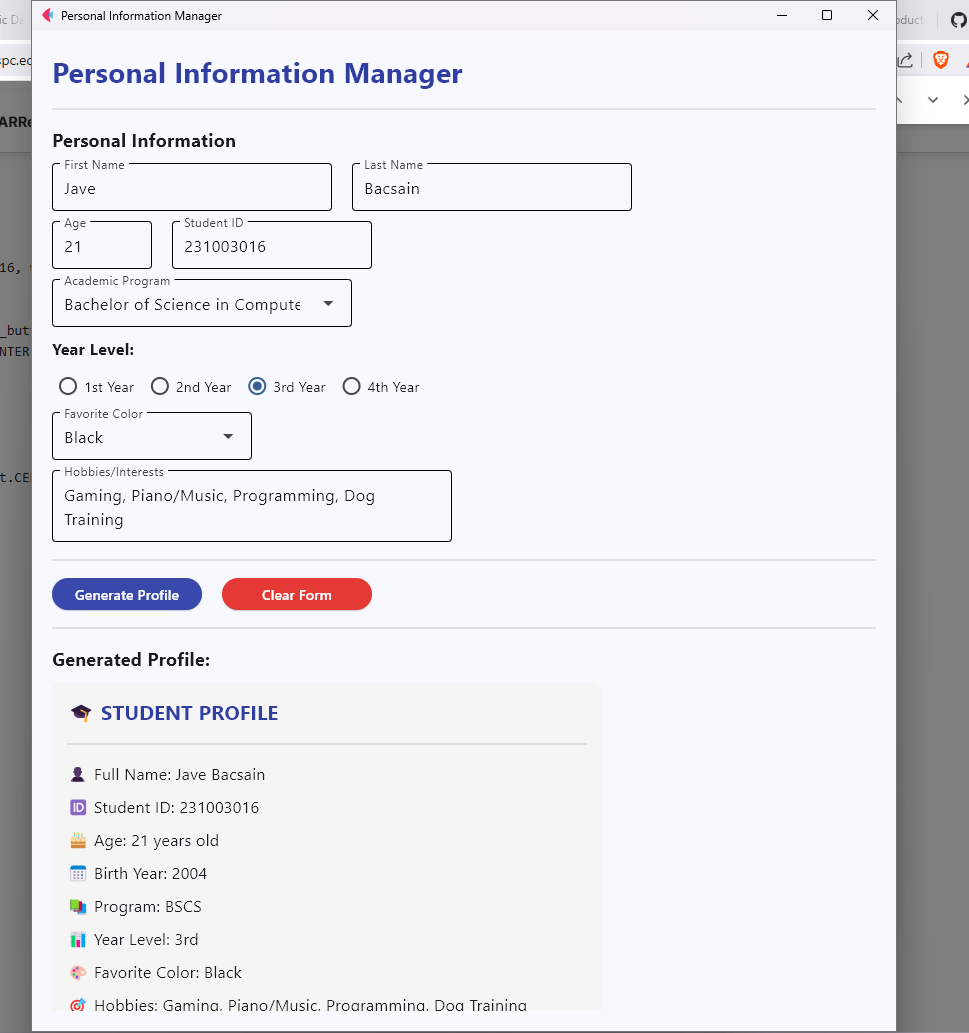 Personal Information Manager
Personal Information Manager
Personal Information
First Name
Last Name
Jave
Bacsain
Age
Student ID
21
231003016
Academic Program
Bachelor of Science in Compute
Year Level:
1st Year
2nd Year
3rd Year
4th Year
Favorite Color
Black
Hobbies/Interests
Gaming, Piano/Music, Programming, Dog
Training
Generate Profile
Clear Form
Generated Profile:
STUDENT PROFILE
Full Name: Jave Bacsain
ID Student ID: 231003016
Age: 21 years old
Birth Year: 2004
Program: BSCS
Year Level: 3rd
Favorite Color: Black
Hobbies: Gaming, Piano/Music, Programming, Dog Training